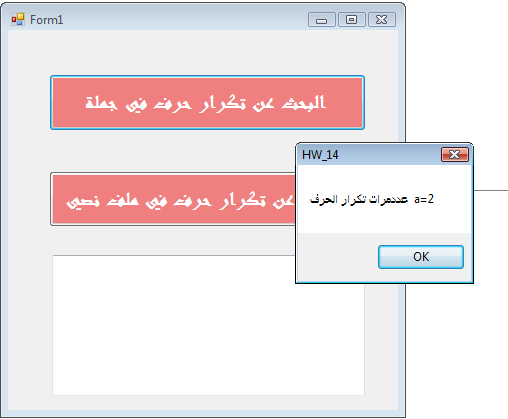 Form1
البحث عن تكرار حرف في جملة
HW_14
عن تكرار حرف في ملف نصي
عددمرات تكرار الحرف a=2
OK